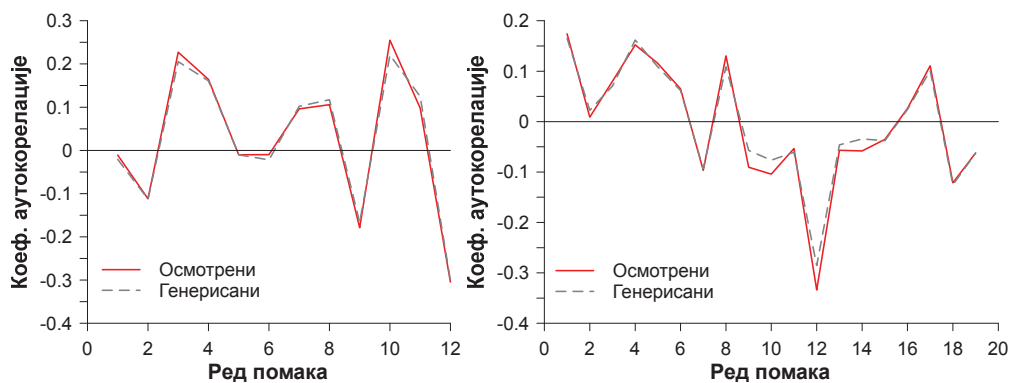 0.3
0.2
0.1
0
-0.1
-0.2
-0.3
-0.4
Коеф. аутокорелације
Осмотрени
Генерисани
0 2 4 6 8 10 12
Ред помака
0.2
0.1
0
-0.1
-0.2
-0.3
-0.4
Коеф. аутокорелације
Осмотрени
Генерисани
0 2 4 6 8 10 12 14 16 18 20
Ред помака